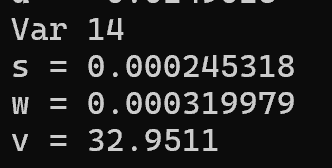 Var 14
s = 0.000245318
w = 0.000319979
v = 32.9511